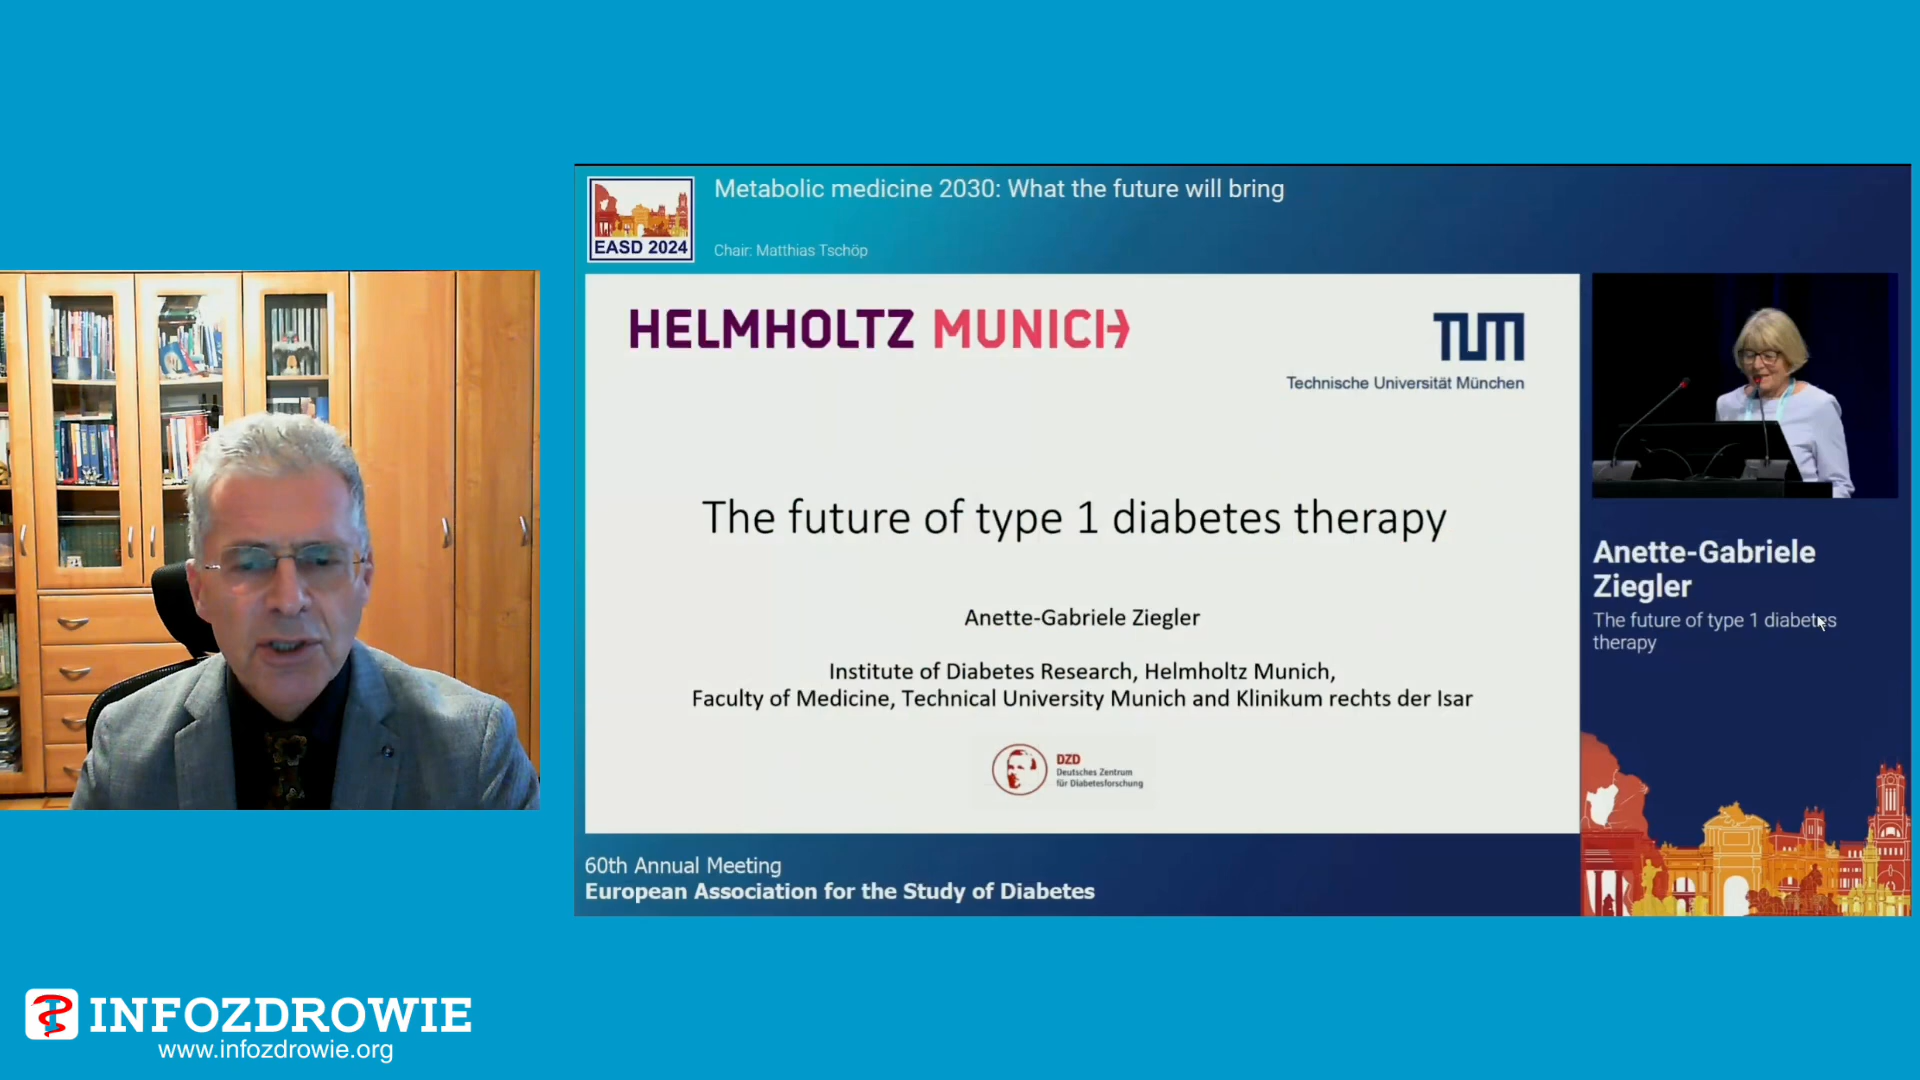 Metabolic medicine 2030: What the future will bring
EASD 2024
Chair: Matthias Tschöp
HELMHOLTZ MUNICH
TUM
Technische Universität München
The future of type 1 diabetes therapy
Anette-Gabriele Ziegler
Institute of Diabetes Research, Helmholtz Munich,
Faculty of Medicine, Technical University Munich and Klinikum rechts der Isar
DZD
Deutsches Zentrum
für Diabetesforschung
Anette-Gabriele
Ziegler
The future of type 1 diabetes
therapy
60th Annual Meeting
European Association for the Study of Diabetes
INFOZDROWIE
www.infozdrowie.org